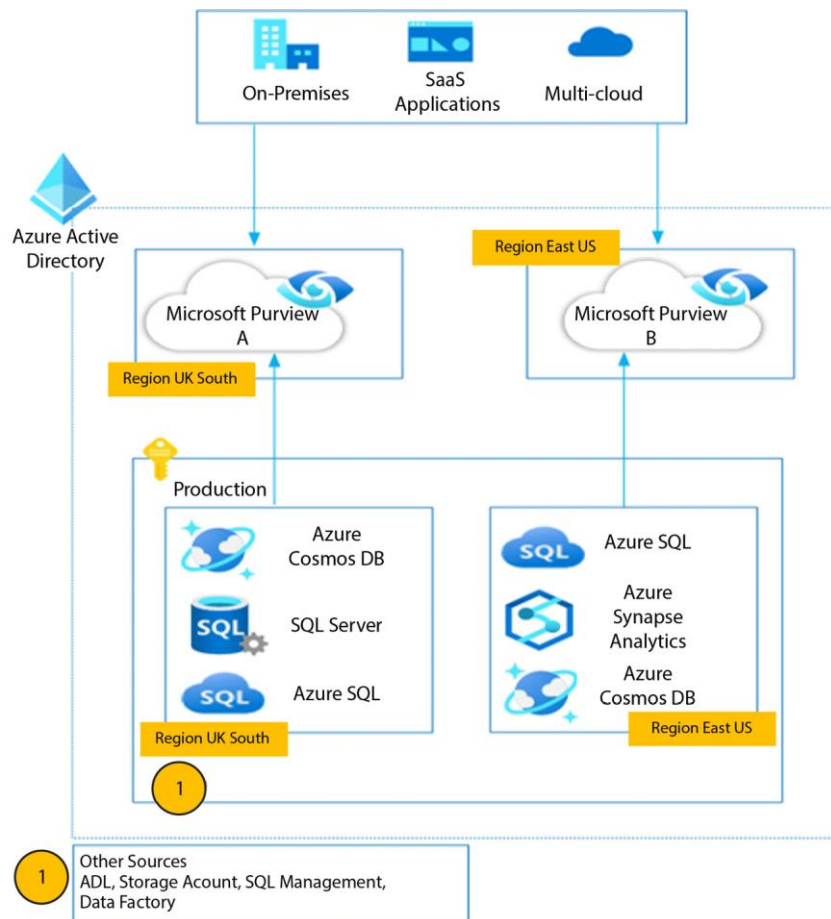 On-Premises
SaaS
Applications
Multi-cloud
Azure Active
Directory
Microsoft Purview
A
Region UK South
Region East US
Microsoft Purview
B
Production
Azure
Cosmos DB
SQL
SQL Server
SQL
Azure SQL
Region UK South
SQL
Azure SQL
Azure
Synapse
Analytics
Azure
Cosmos DB
Region East US
1
1
Other Sources
ADL, Storage Acount, SQL Management,
Data Factory